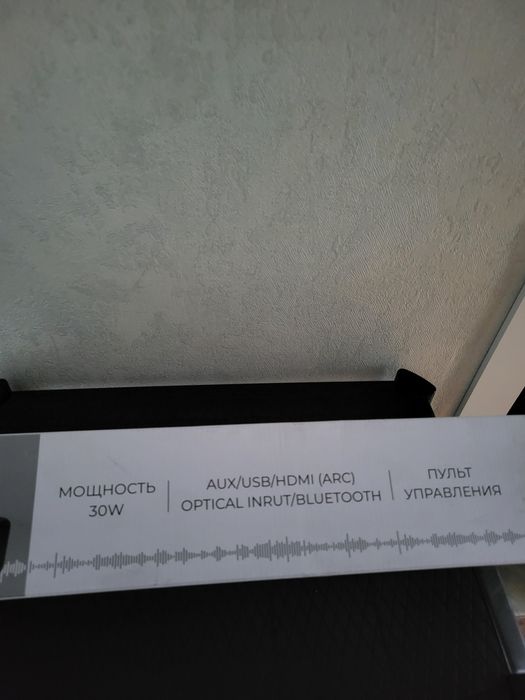 МОЩНОСТЬ
30W
AUX/USB/HDMI (ARC)
OPTICAL INRUT/BLUETOOTH
ПУЛЬТ
УПРАВЛЕНИЯ